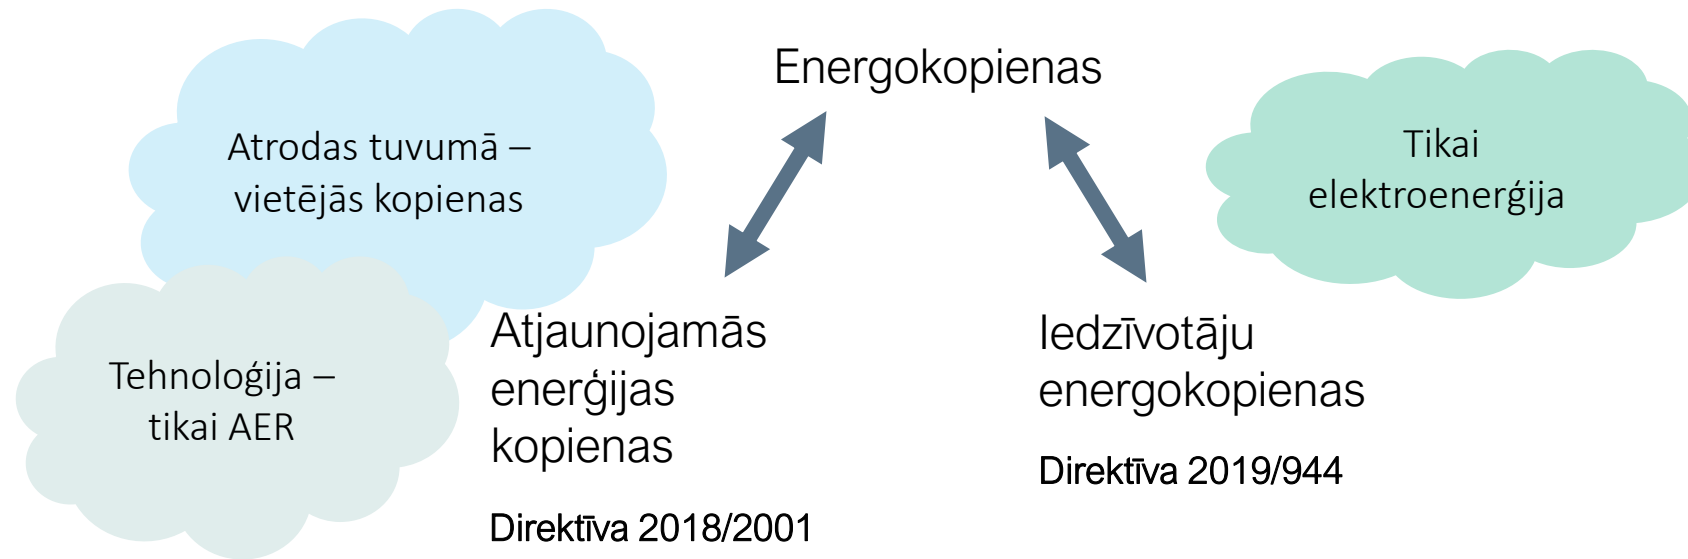 Energokopienas
Atrodas tuvumā –
vietējās kopienas
Tikai
elektroenerģija
Tehnoloģija –
tikai AER
Atjaunojamās
enerģijas
kopienas
Direktīva 2018/2001
Iedzīvotāju
energokopienas
Direktīva 2019/944